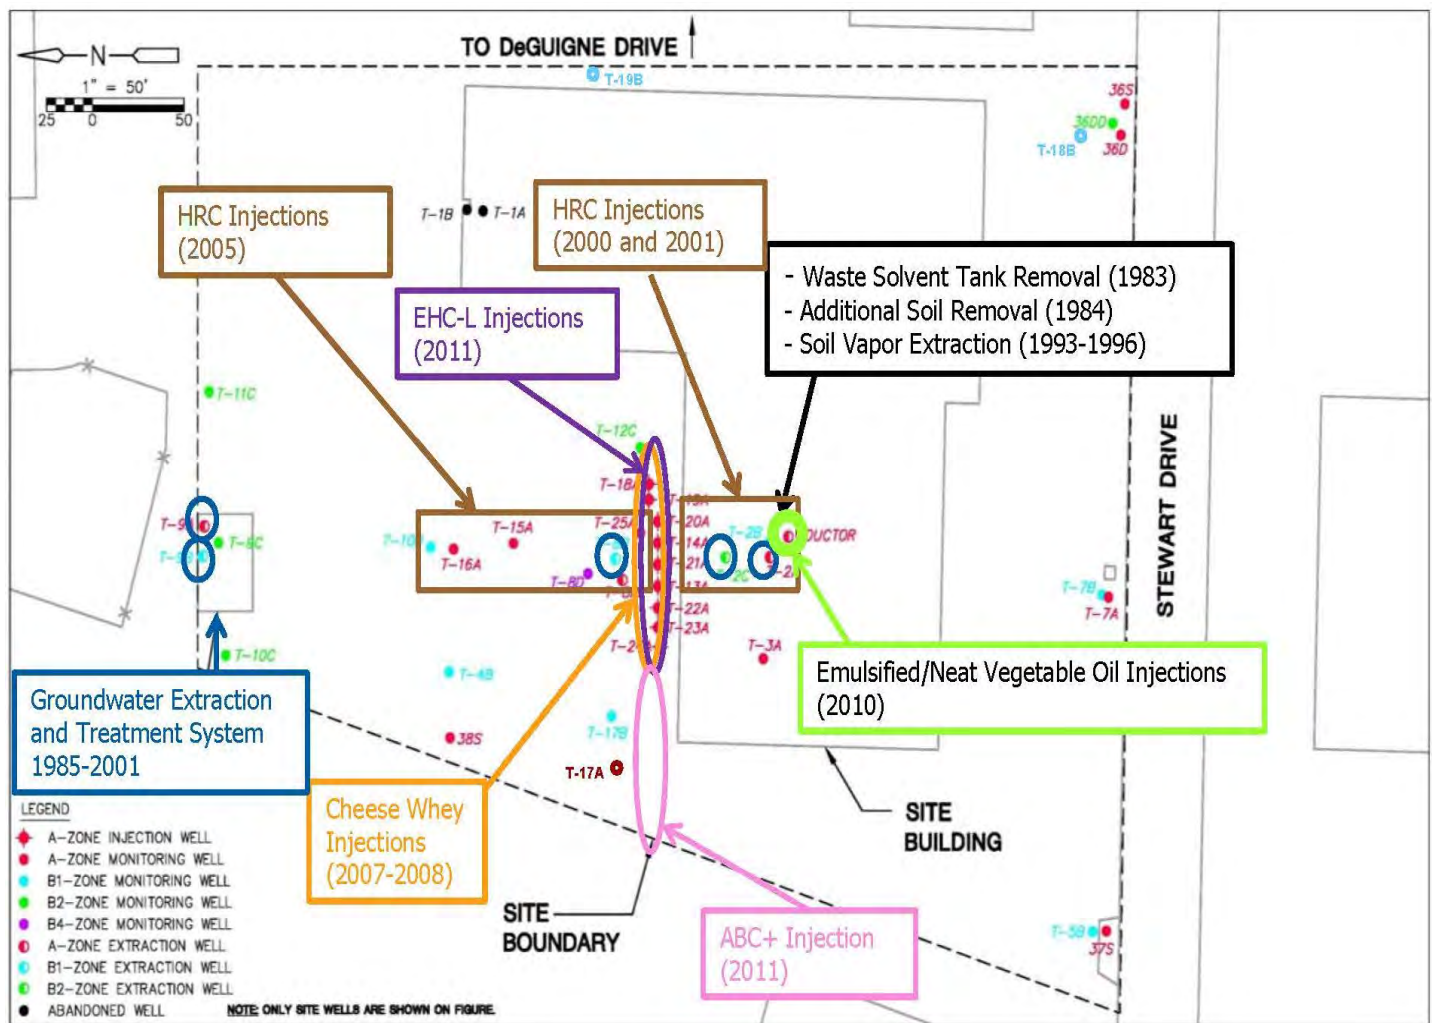 TO DeGUIGNE DRIVE
N
1" = 50'
25 0 50
T-19B
36S
36DD
36D
T-18B
HRC Injections
(2005)
T-1B
T-1A
HRC Injections
(2000 and 2001)
- Waste Solvent Tank Removal (1983)
- Additional Soil Removal (1984)
- Soil Vapor Extraction (1993-1996)
EHC-L Injections
(2011)
T-11C
T-12C
T-18A
T-25A
T-20A
T-14A
T-21A
T-13A
T-22A
T-23A
T-15A
T-16A
T-8D
T-2B
T-3A
T-7B
T-7A
STEWART DRIVE
T-10C
T-4B
38S
T-17B
T-17A
Groundwater Extraction
and Treatment System
1985-2001
Emulsified/Neat Vegetable Oil Injections
(2010)
Cheese Whey
Injections
(2007-2008)
SITE
BUILDING
SITE
BOUNDARY
ABC+ Injection
(2011)
T-5B
37S
LEGEND
A-ZONE INJECTION WELL
A-ZONE MONITORING WELL
B1-ZONE MONITORING WELL
B2-ZONE MONITORING WELL
B4-ZONE MONITORING WELL
A-ZONE EXTRACTION WELL
B1-ZONE EXTRACTION WELL
B2-ZONE EXTRACTION WELL
ABANDONED WELL
NOTE: ONLY SITE WELLS ARE SHOWN ON FIGURE.